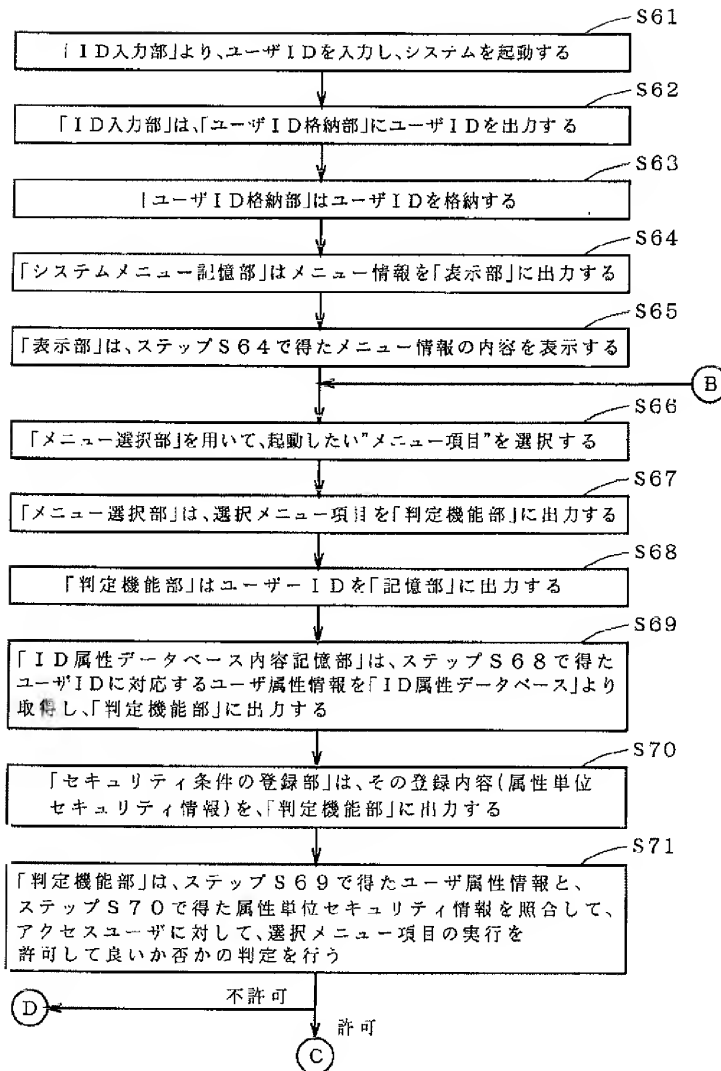 S61
「ID入力部」より、ユーザIDを入力し、システムを起動する
S62
「ID入力部」は、「ユーザID格納部」にユーザIDを出力する
S63
「ユーザID格納部」はユーザIDを格納する
S64
「システムメニュー記憶部」はメニュー情報を「表示部」に出力する
S65
「表示部」は、ステップS64で得たメニュー情報の内容を表示する
B
S66
「メニュー選択部」を用いて、起動したい"メニュー項目"を選択する
S67
「メニュー選択部」は、選択メニュー項目を「判定機能部」に出力する
S68
「判定機能部」はユーザーIDを「記憶部」に出力する
S69
「ID属性データベース内容記憶部」は、ステップS68で得た
ユーザIDに対応するユーザ属性情報を「ID属性データベース」より
取得し、「判定機能部」に出力する
S70
「セキュリティ条件の登録部」は、その登録内容(属性単位
セキュリティ情報)を、「判定機能部」に出力する
S71
「判定機能部」は、ステップS69で得たユーザ属性情報と、
ステップS70で得た属性単位セキュリティ情報を照合して、
アクセスユーザに対して、選択メニュー項目の実行を
許可して良いか否かの判定を行う
不許可
D
許可
C